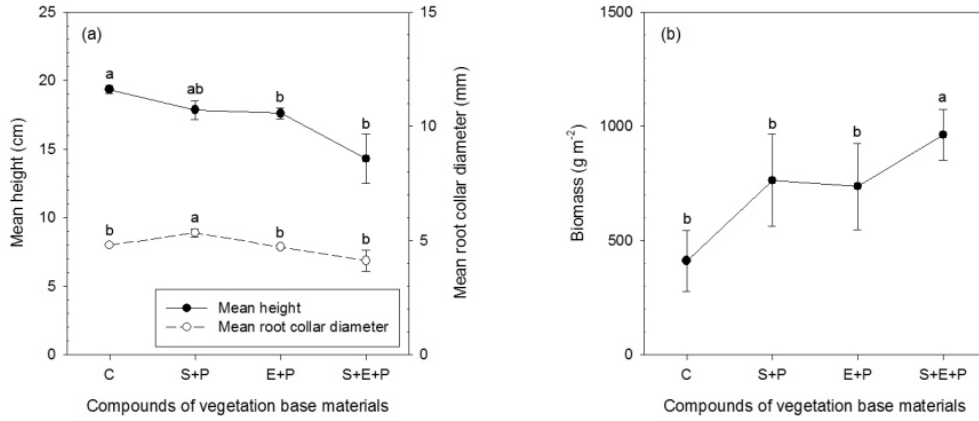 (a)
25
20
15
10
5
0
Mean height (cm)
a
ab
b
b
b
a
b
b
15
10
5
0
Mean root collar diameter (mm)
Mean height
Mean root collar diameter
C S+P E+P S+E+P
Compounds of vegetation base materials
(b)
1500
1000
500
0
Biomass (g m-2)
b
b
b
a
C S+P E+P S+E+P
Compounds of vegetation base materials